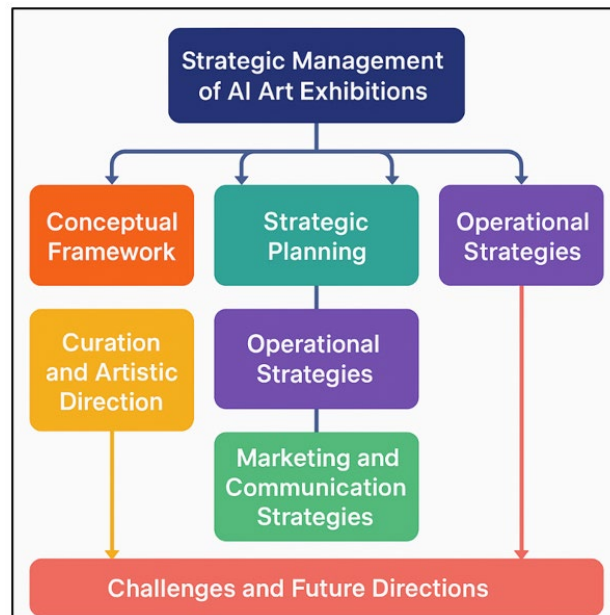 Strategic Management
of AI Art Exhibitions
Conceptual
Framework
Strategic
Planning
Operational
Strategies
Curation
and Artistic
Direction
Operational
Strategies
Marketing and
Communication
Strategies
Challenges and Future Directions